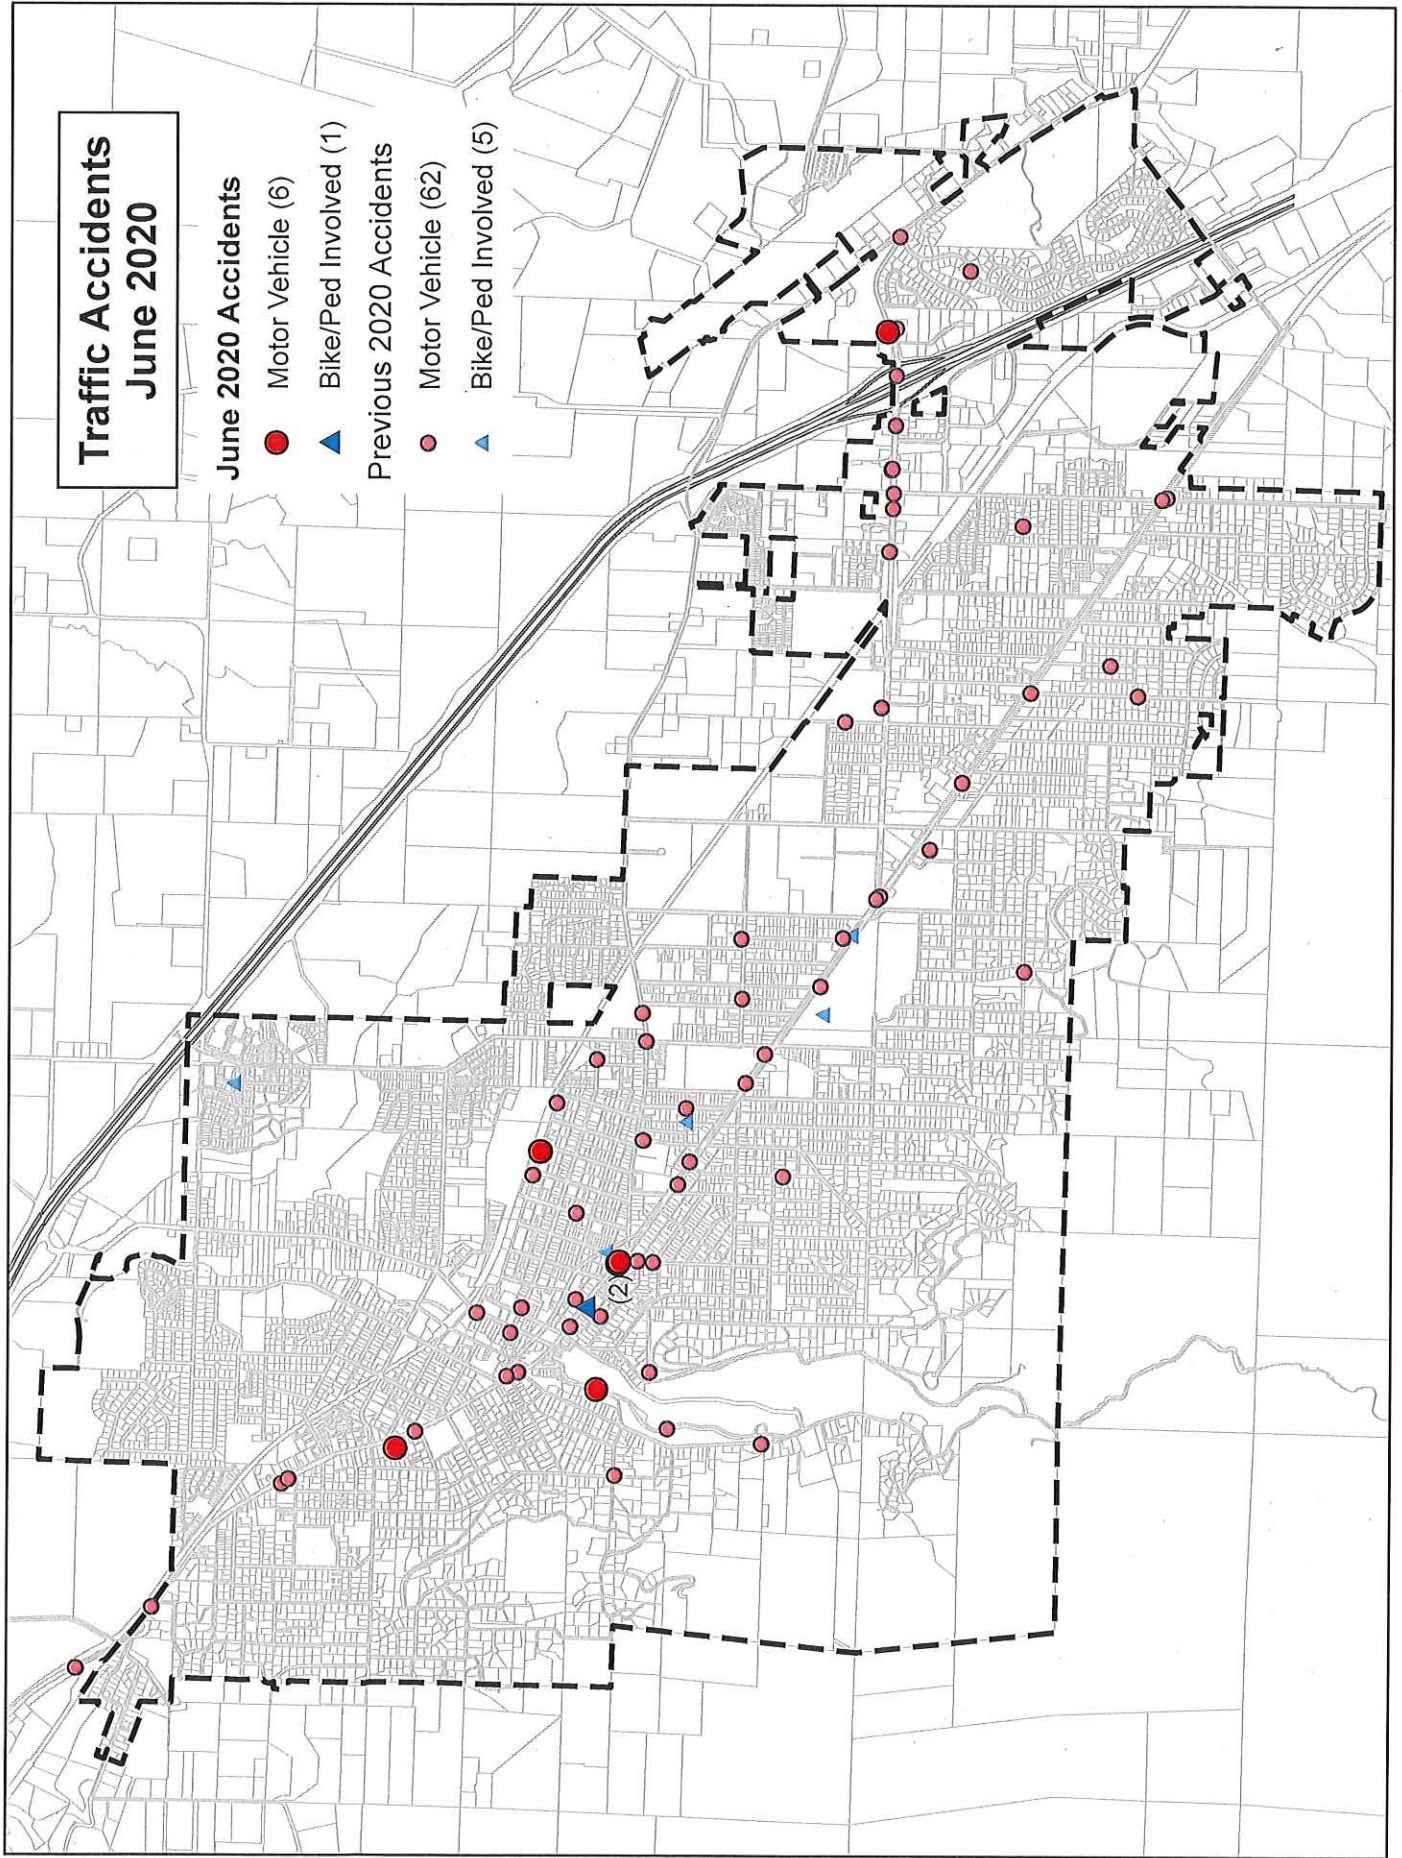 Traffic Accidents
June 2020
June 2020 Accidents
Motor Vehicle (6)
Bike/Ped Involved (1)
Previous 2020 Accidents
Motor Vehicle (62)
Bike/Ped Involved (5)
(2)